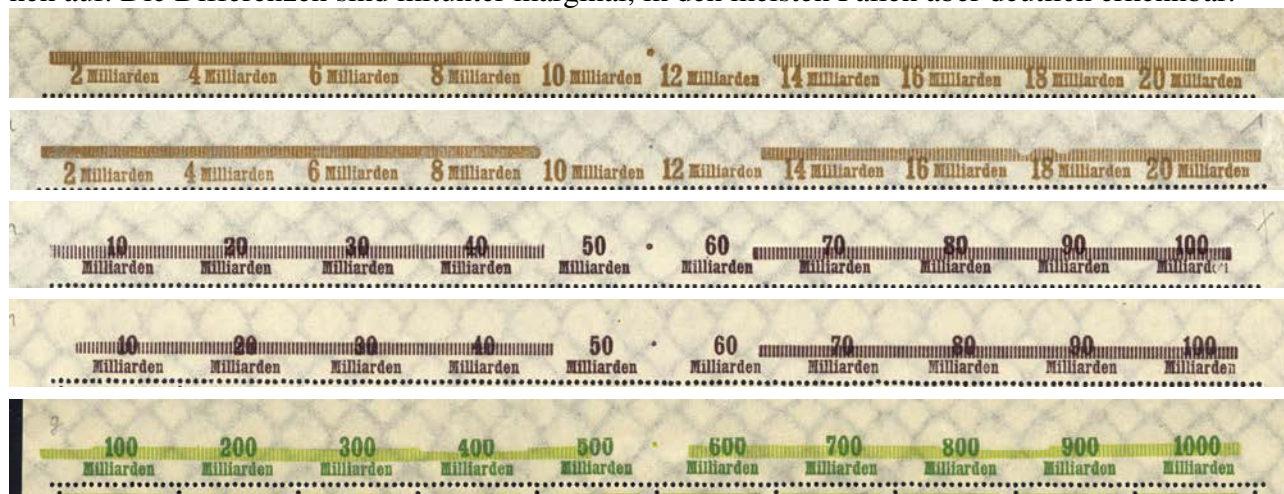 nen auf. Die Differenzen sind mitunter marginal, in den meisten Fällen aber deutlich erkennbar.
2 Milliarden 4 Milliarden 6 Milliarden 8 Milliarden 10 Milliarden 12 Milliarden 14 Milliarden 16 Milliarden 18 Milliarden 20 Milliarden
2 Milliarden 4 Milliarden 6 Milliarden 8 Milliarden 10 Milliarden 12 Milliarden 14 Milliarden 16 Milliarden 18 Milliarden 20 Milliarden
10 20 30 40 50 60 70 80 90 100
Milliarden Milliarden Milliarden Milliarden Milliarden Milliarden Milliarden Milliarden Milliarden Milliarden
10 20 30 40 50 60 70 80 90 100
Milliarden Milliarden Milliarden Milliarden Milliarden Milliarden Milliarden Milliarden Milliarden Milliarden
100 200 300 400 500 600 700 800 900 1000
Milliarden Milliarden Milliarden Milliarden Milliarden Milliarden Milliarden Milliarden Milliarden Milliarden